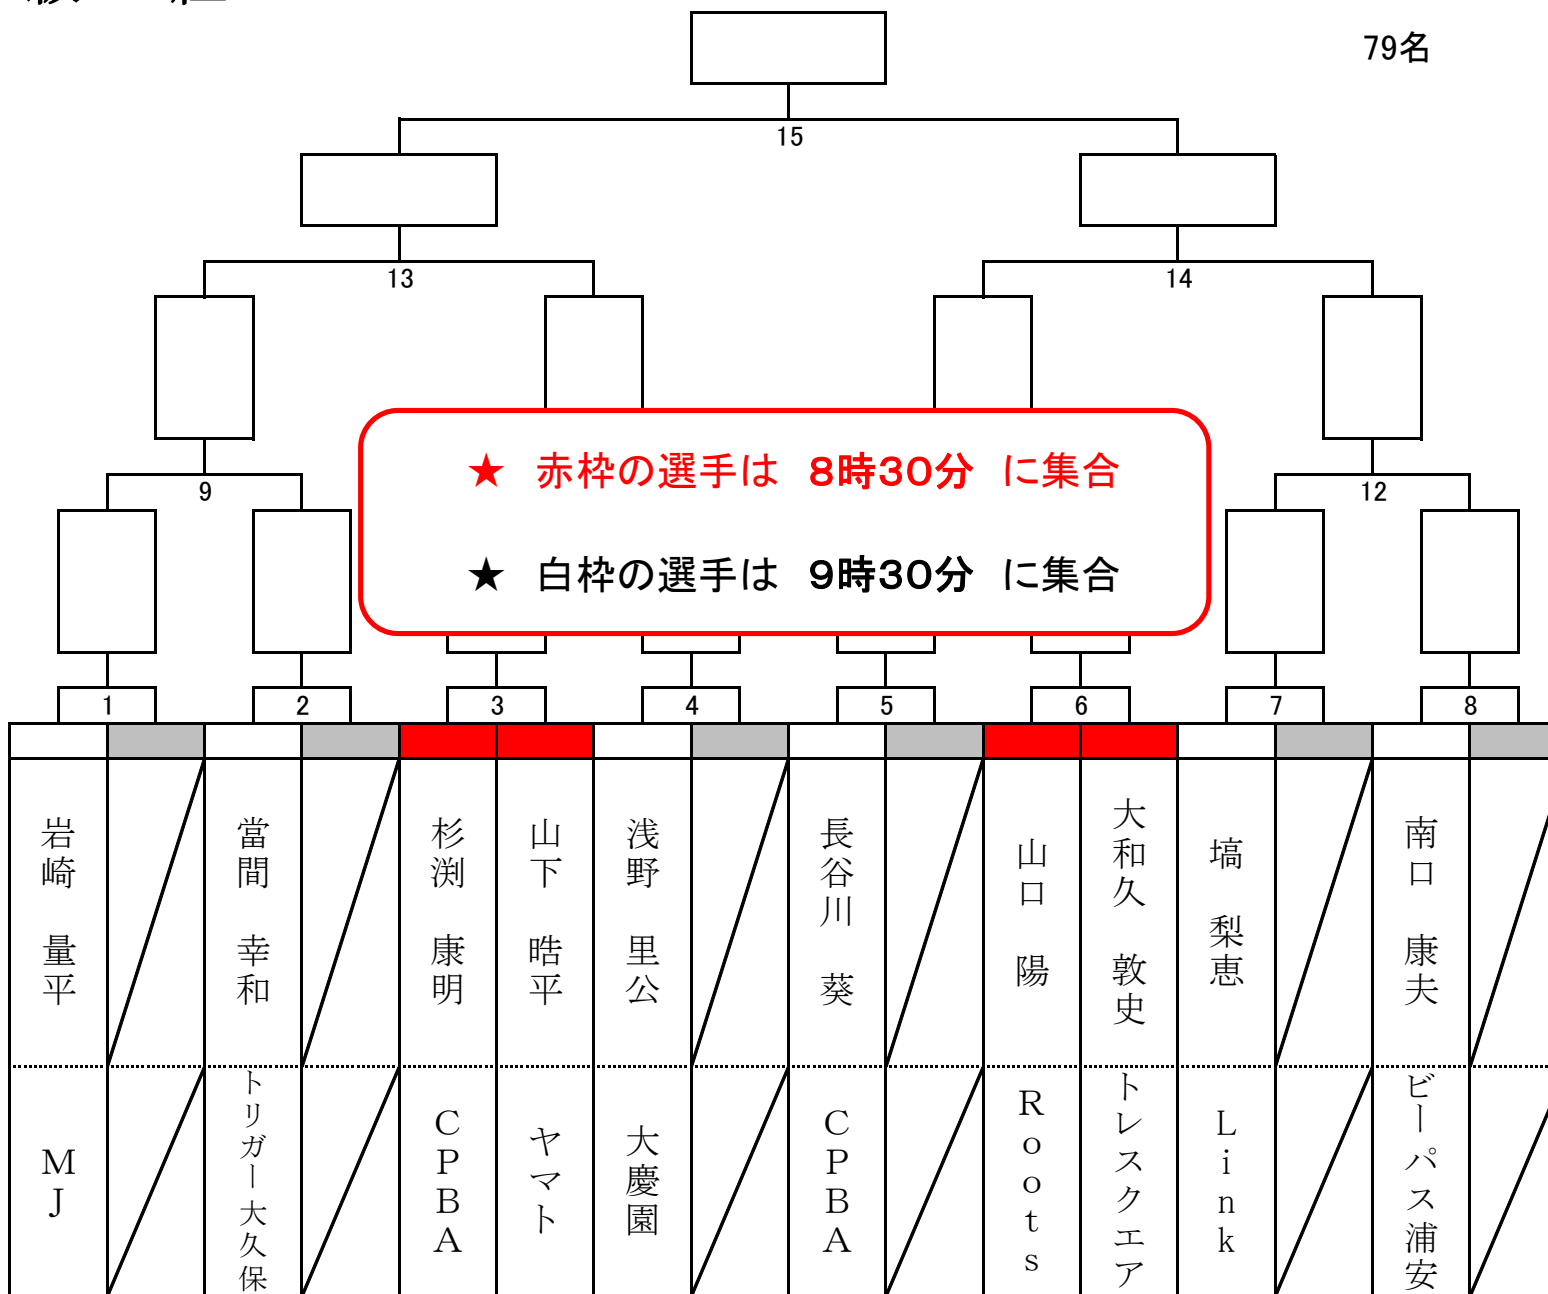 79名
15
13
14
★ 赤枠の選手は 8時30分 に集合
9
12
★ 白枠の選手は 9時30分 に集合
1
2
3
4
5
6
7
8
岩崎 量平
當間 幸和
杉渕 康明
山下 晧平
浅野 里公
長谷川 葵
山口 陽
大和久 敦史
塙 梨恵
南口 康夫
MJ
トリガー大久保
CPBA
ヤマト
大慶園
CPBA
Roots
トレスクエア
Link
ビーパス浦安